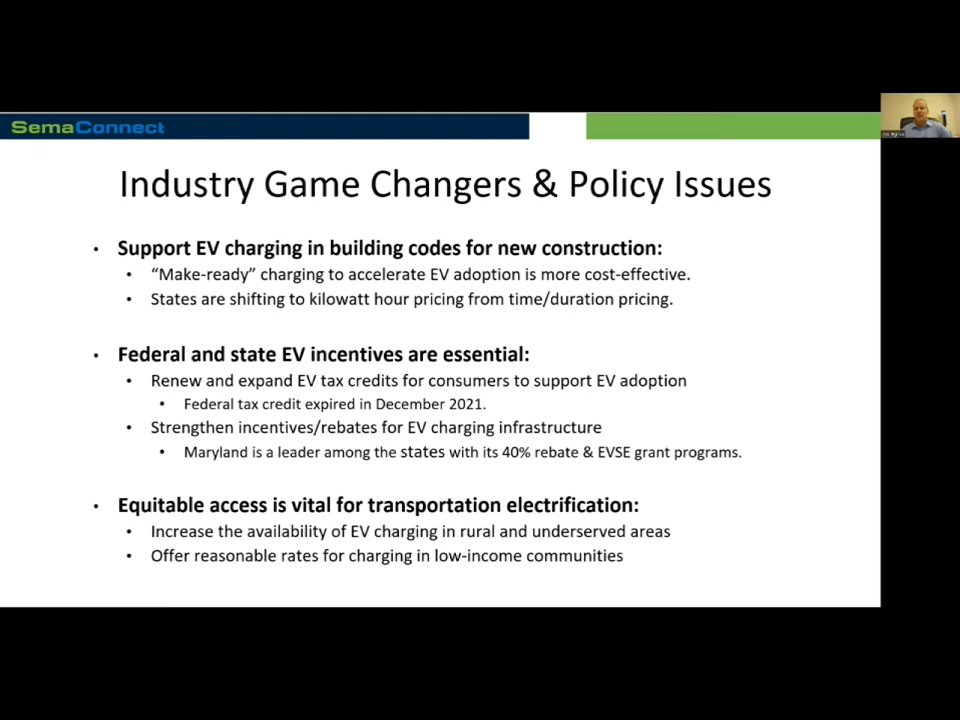 SemaConnect
Industry Game Changers & Policy Issues
• Support EV charging in building codes for new construction:
• “Make-ready” charging to accelerate EV adoption is more cost-effective.
• States are shifting to kilowatt hour pricing from time/duration pricing.
• Federal and state EV incentives are essential:
• Renew and expand EV tax credits for consumers to support EV adoption
• Federal tax credit expired in December 2021.
• Strengthen incentives/rebates for EV charging infrastructure
• Maryland is a leader among the states with its 40% rebate & EVSE grant programs.
• Equitable access is vital for transportation electrification:
• Increase the availability of EV charging in rural and underserved areas
• Offer reasonable rates for charging in low-income communities